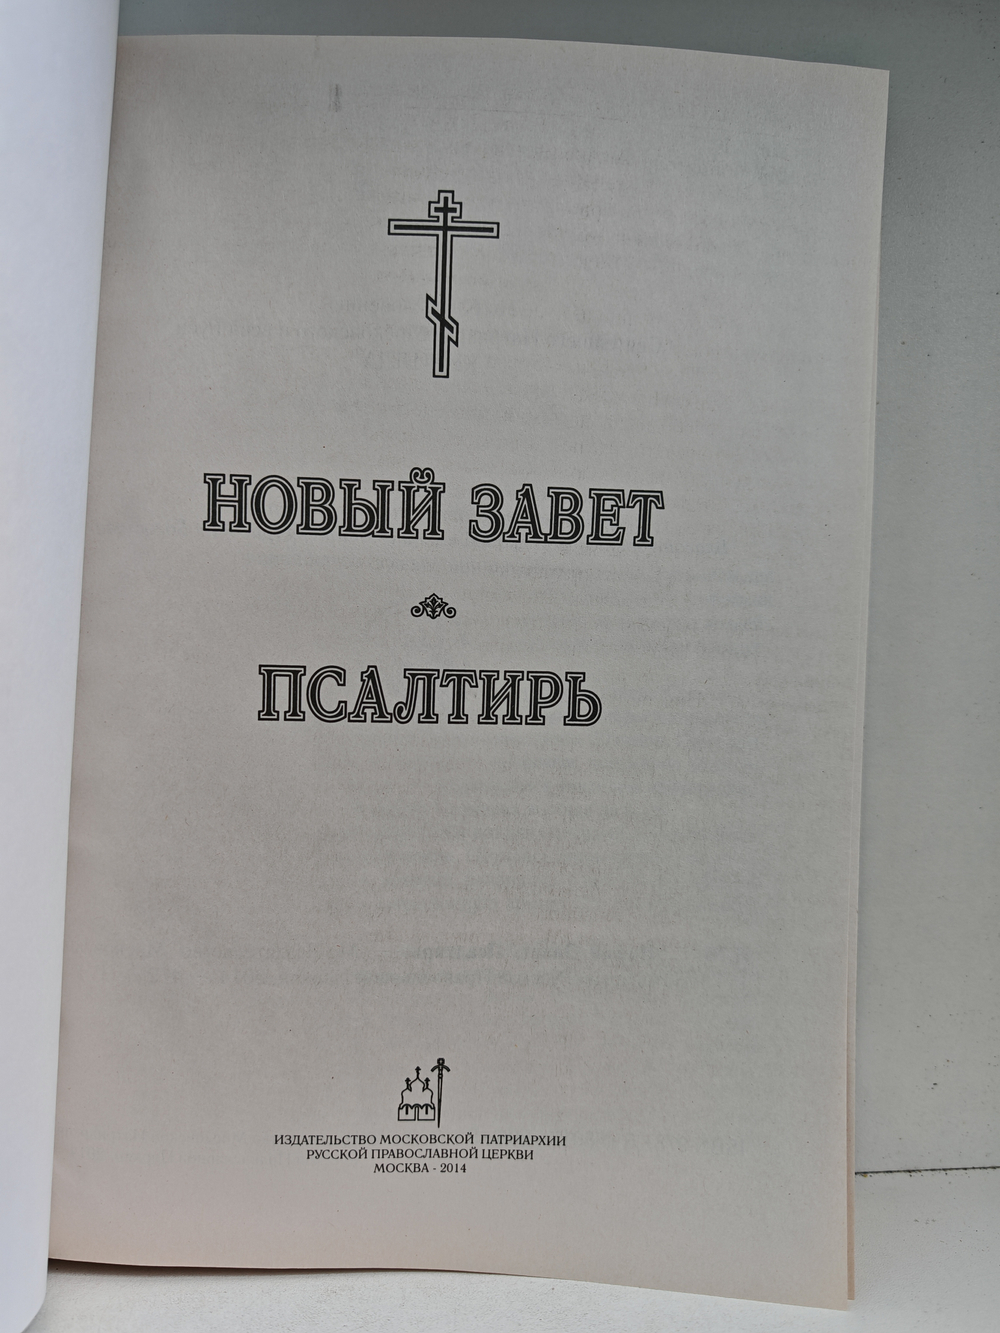 НОВЫЙ ЗАВЕТ
ПСАЛТИРЬ
ИЗДАТЕЛЬСТВО МОСКОВСКОЙ ПАТРИАРХИИ
РУССКОЙ ПРАВОСЛАВНОЙ ЦЕРКВИ
МОСКВА - 2014